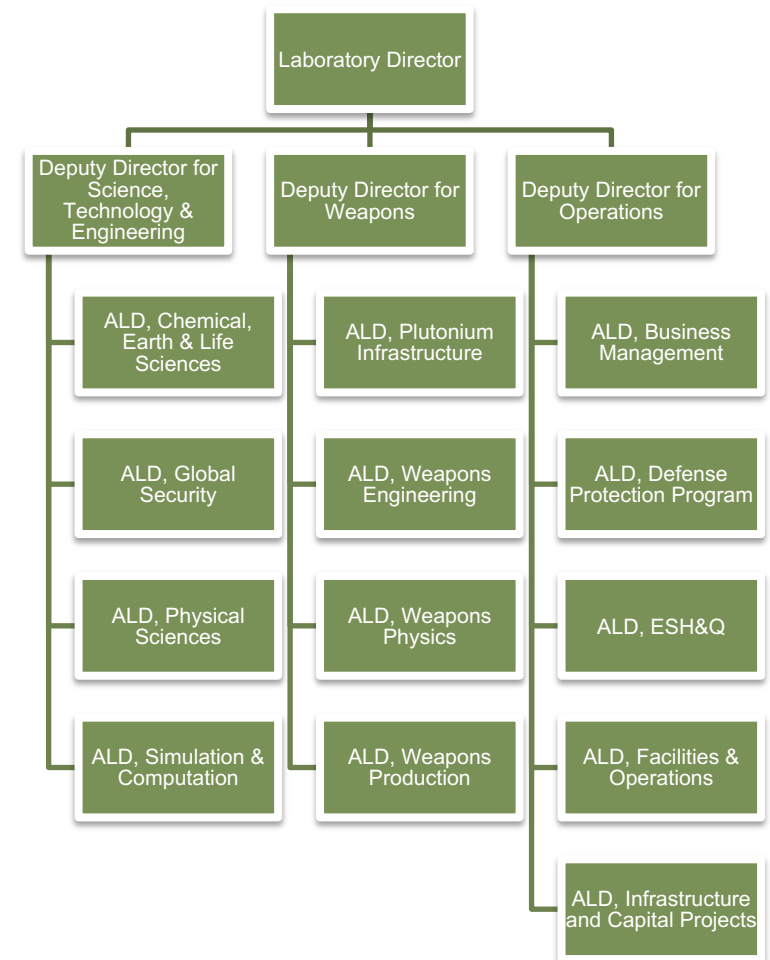 Laboratory Director
Deputy Director for
Science,
Technology &
Engineering
Deputy Director for
Weapons
Deputy Director for
Operations
ALD, Chemical,
Earth & Life
Sciences
ALD, Plutonium
Infrastructure
ALD, Business
Management
ALD, Global
Security
ALD, Weapons
Engineering
ALD, Defense
Protection Program
ALD, Physical
Sciences
ALD, Weapons
Physics
ALD, ESH&Q
ALD, Simulation &
Computation
ALD, Weapons
Production
ALD, Facilities &
Operations
ALD, Infrastructure
and Capital Projects